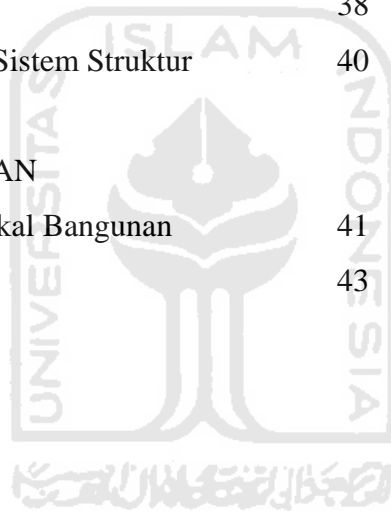 38
Sistem Struktur 40
AN
kal Bangunan 41
43
UNIVERSITAS ISLAM INDONESIA